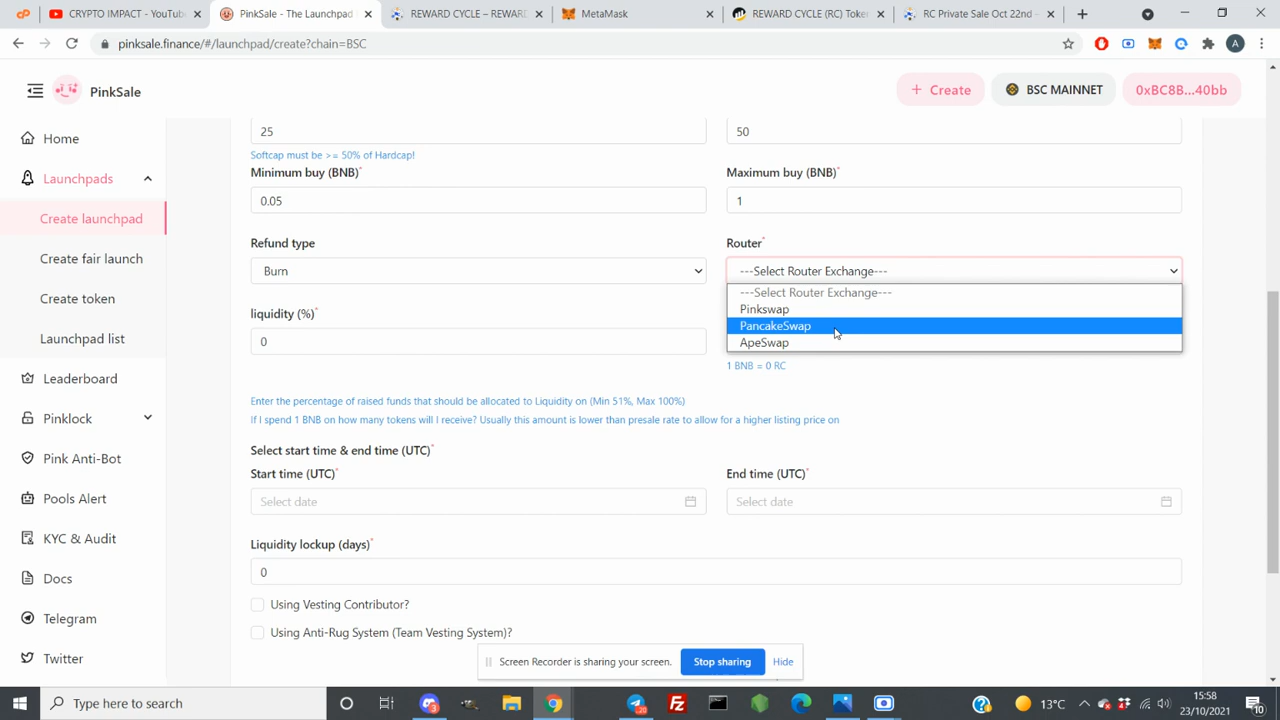 CRYPTO IMPACT - YouTube
PinkSale - The Launchpad
REWARD CYCLE – REWARD
MetaMask
REWARD CYCLE (RC) Token
RC Private Sale Oct 22nd -
pinksale.finance/#/launchpad/create?chain=BSC
A
PinkSale
Create
BSC MAINNET
0xBC8B...40bb
Home
Launchpads
Create launchpad
Create fair launch
Create token
Launchpad list
Leaderboard
Pinklock
Pink Anti-Bot
Pools Alert
KYC & Audit
Docs
Telegram
Twitter
25
50
Softcap must be >= 50% of Hardcap!
Minimum buy (BNB)*
Maximum buy (BNB)*
0.05
1
Refund type
Router*
Burn
---Select Router Exchange---
---Select Router Exchange---
Pinkswap
PancakeSwap
ApeSwap
liquidity (%)*
0
1 BNB = 0 RC
Enter the percentage of raised funds that should be allocated to Liquidity on (Min 51%, Max 100%)
If I spend 1 BNB on how many tokens will I receive? Usually this amount is lower than presale rate to allow for a higher listing price on
Select start time & end time (UTC)*
Start time (UTC)*
End time (UTC)*
Select date
Select date
Liquidity lockup (days)*
0
Using Vesting Contributor?
Using Anti-Rug System (Team Vesting System)?
Screen Recorder is sharing your screen.
Stop sharing
Hide
Type here to search
13°C
15:58
23/10/2021